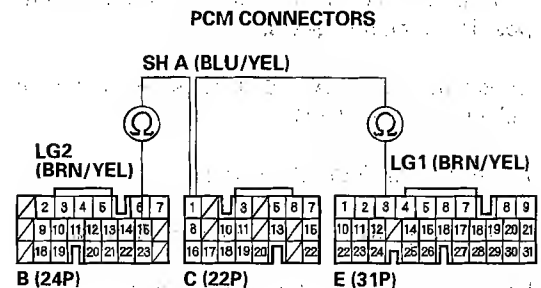 PCM CONNECTORS
SH A (BLU/YEL)
Ω Ω
LG2
(BRN/YEL)
LG1 (BRN/YEL)
2 3 4 5 6 7 1 3 5 6 7 1 2 3 4 5 6 7 8 9
9 10 11 12 13 14 15 8 10 11 13 15 10 11 12 14 15 16 17 18 19 20 21
18 19 20 21 22 23 16 17 18 19 20 22 22 23 24 25 26 27 28 29 30 31
B (24P) C (22P) E (31P)